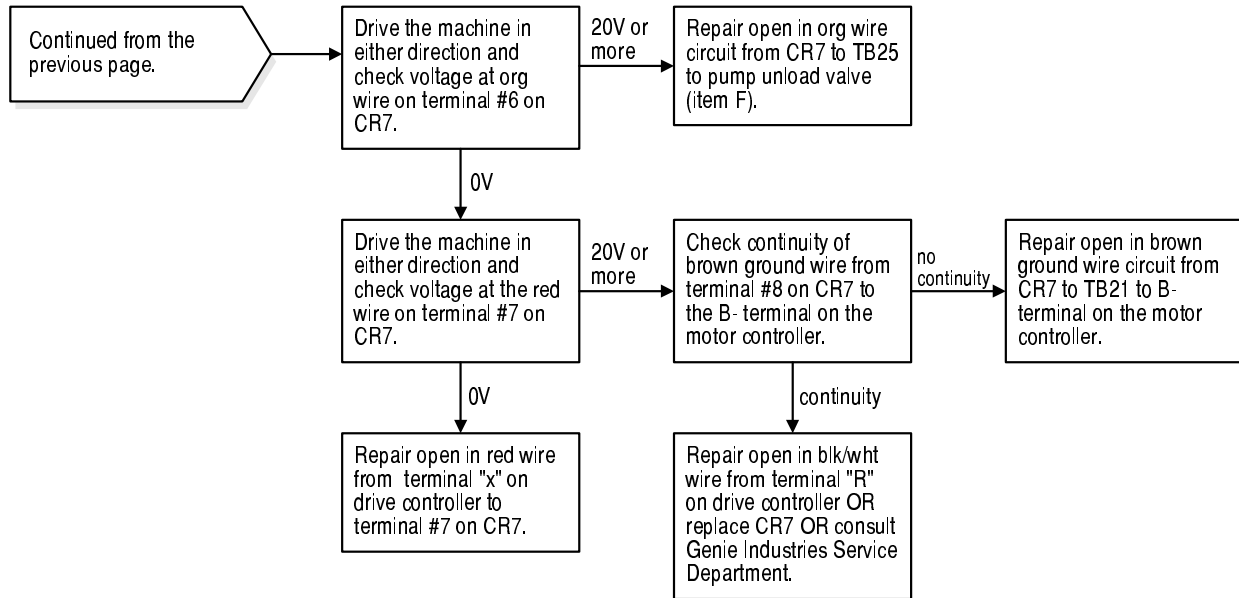 Continued from the
previous page.
Drive the machine in
either direction and
check voltage at org
wire on terminal #6 on
CR7.
20V or
more
Repair open in org wire
circuit from CR7 to TB25
to pump unload valve
(item F).
0V
Drive the machine in
either direction and
check voltage at the red
wire on terminal #7 on
CR7.
20V or
more
Check continuity of
brown ground wire from
terminal #8 on CR7 to
the B- terminal on the
motor controller.
no
continuity
Repair open in brown
ground wire circuit from
CR7 to TB21 to B-
terminal on the motor
controller.
0V
continuity
Repair open in red wire
from terminal "x" on
drive controller to
terminal #7 on CR7.
Repair open in blk/wht
wire from terminal "R"
on drive controller OR
replace CR7 OR consult
Genie Industries Service
Department.